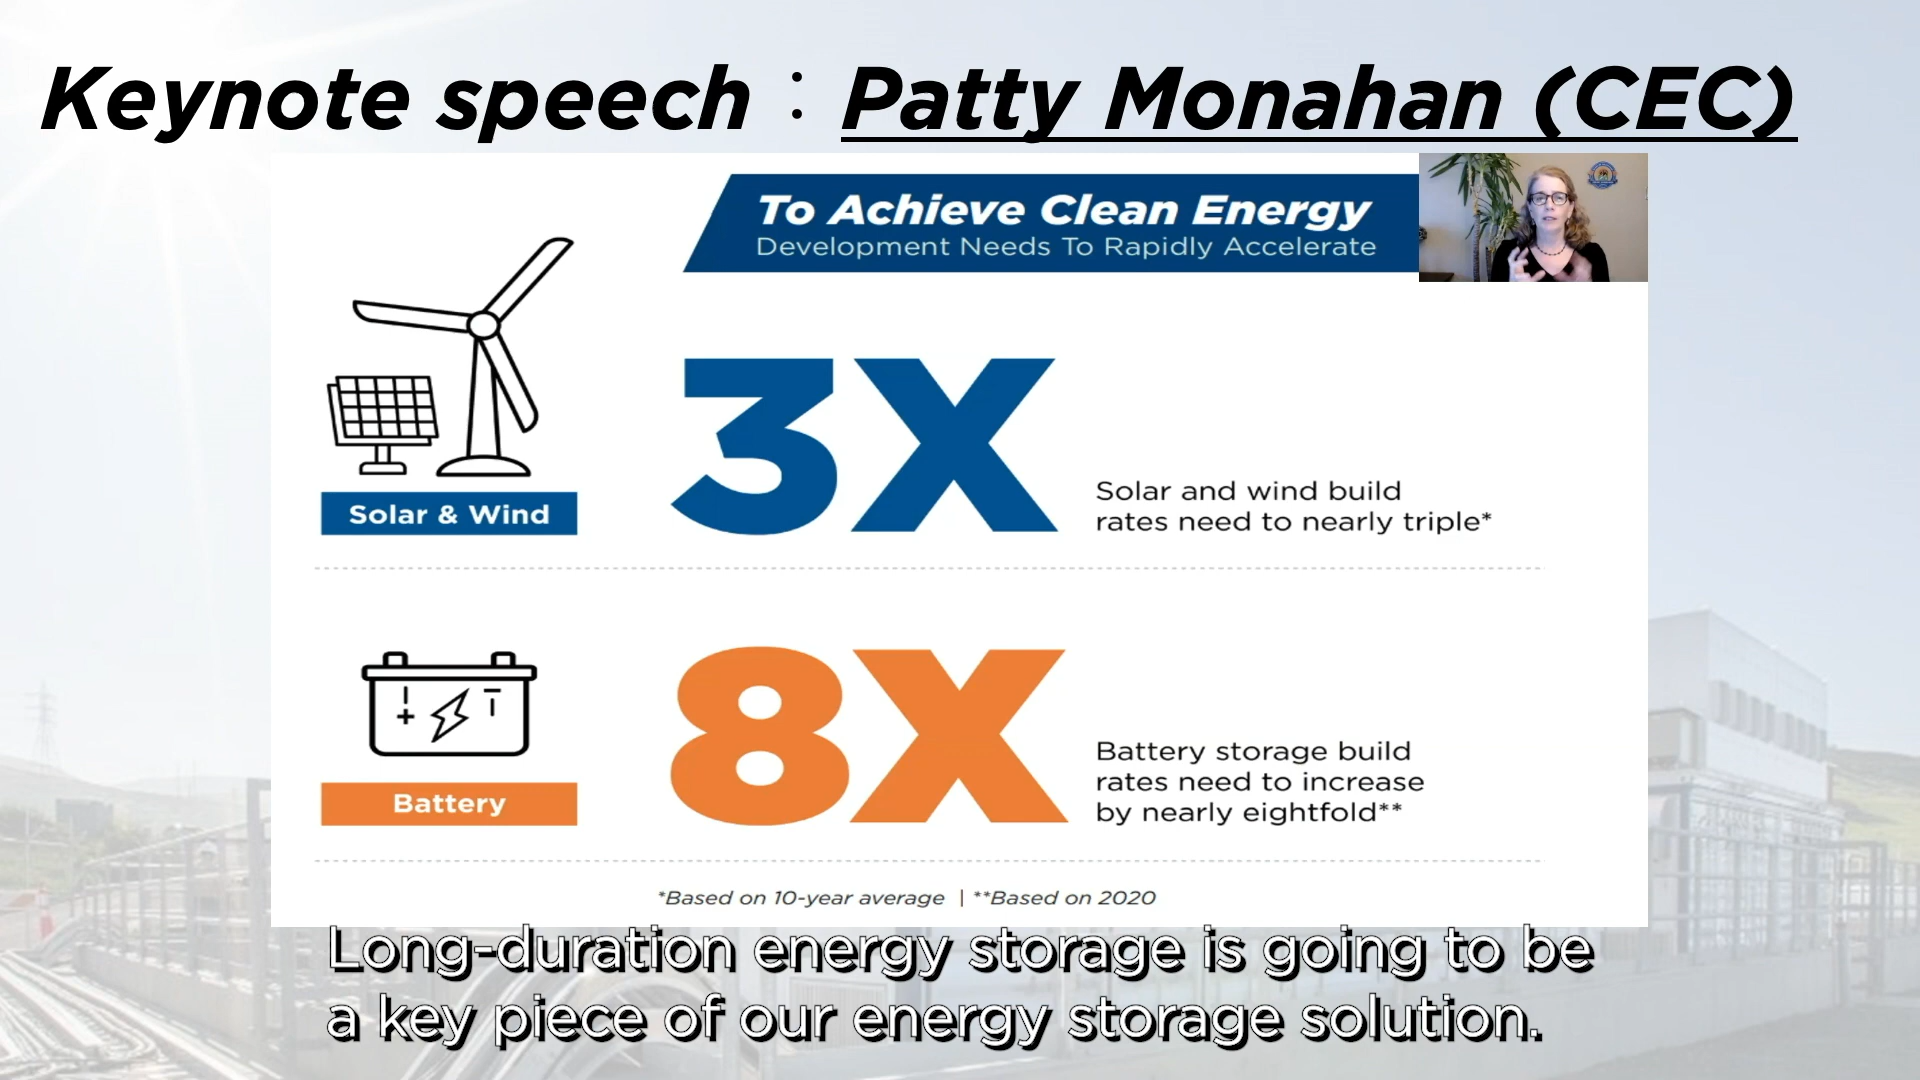 Keynote speech：Patty Monahan (CEC)
To Achieve Clean Energy
Development Needs To Rapidly Accelerate
3X
Solar & Wind
Solar and wind build
rates need to nearly triple*
8X
Battery
Battery storage build
rates need to increase
by nearly eightfold**
*Based on 10-year average | **Based on 2020
Long-duration energy storage is going to be
a key piece of our energy storage solution.